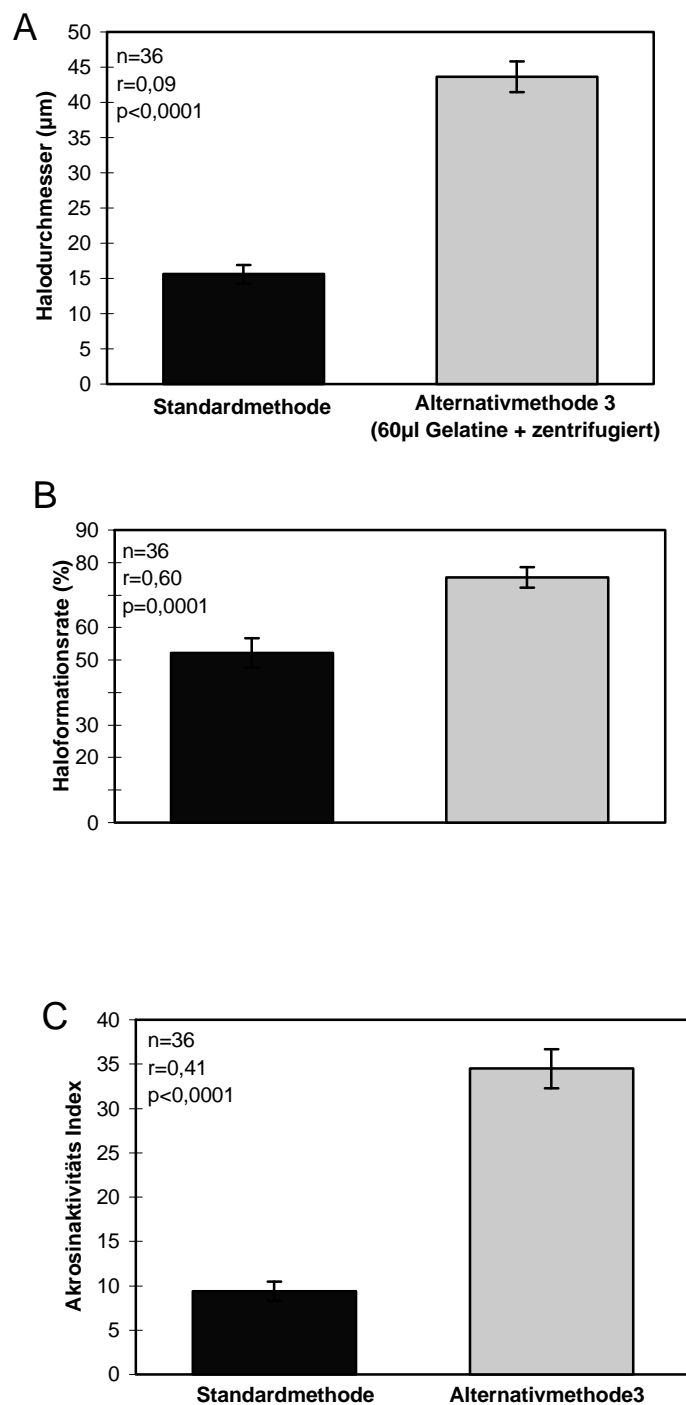 A
50
45
40
35
30
25
20
15
10
5
0
Halodurchmesser (µm)
n=36
r=0,09
p<0,0001
Standardmethode
Alternativmethode 3
(60µl Gelatine + zentrifugiert)
B
90
80
60
50
30
20
0
Haloformationsrate (%)
n=36
r=0,60
p=0,0001
C
40
35
30
25
20
15
10
5
0
Akrosinaktivitäts Index
n=36
r=0,41
p<0,0001
Standardmethode
Alternativmethode3